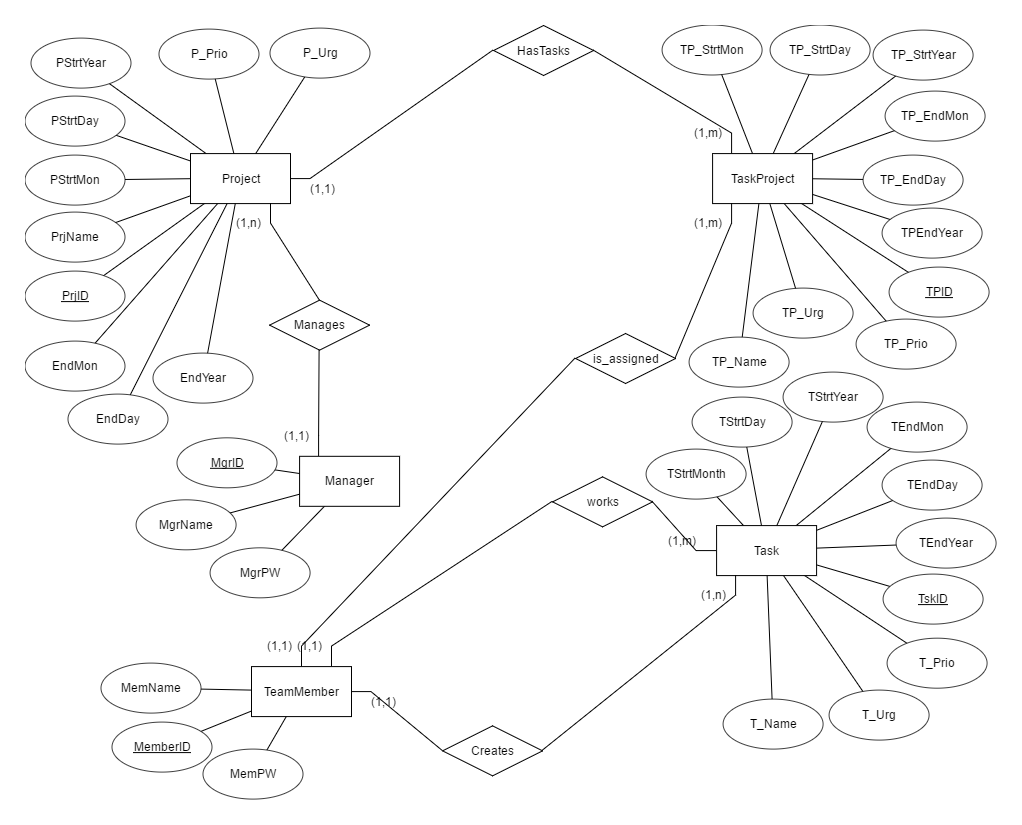 HasTasks
P_Prio
P_Urg
PStrtYear
TP_StrtMon
TP_StrtDay
TP_StrtYear
PStrtDay
TP_EndMon
(1,m)
PStrtMon
Project
(1,1)
TaskProject
TP_EndDay
PrjName
(1,n)
(1,m)
TPEndYear
PrjID
TPID
TP_Urg
Manages
TP_Prio
EndMon
EndYear
is_assigned
TP_Name
EndDay
TStrtYear
TStrtDay
TEndMon
(1,1)
MgrID
Manager
TStrtMonth
TEndDay
MgrName
works
(1,m)
Task
TEndYear
MgrPW
(1,n)
TskID
(1,1)
(1,1)
MemName
TeamMember
(1,1)
T_Prio
T_Name
T_Urg
MemberID
MemPW
Creates